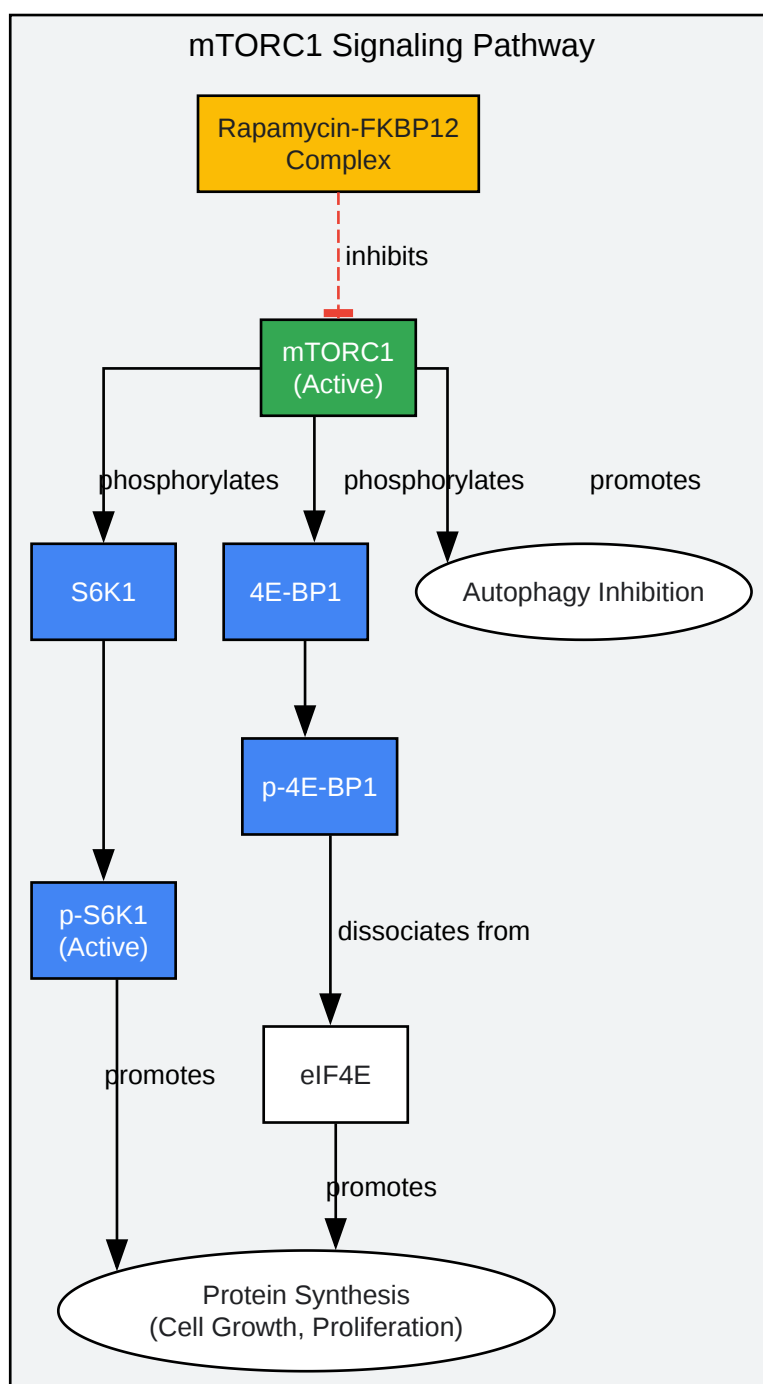 mTORC1 Signaling Pathway
Rapamycin-FKBP12
Complex
inhibits
mTORC1
(Active)
phosphorylates
phosphorylates
promotes
S6K1
4E-BP1
Autophagy Inhibition
p-4E-BP1
p-S6K1
(Active)
dissociates from
eIF4E
promotes
promotes
Protein Synthesis
(Cell Growth, Proliferation)